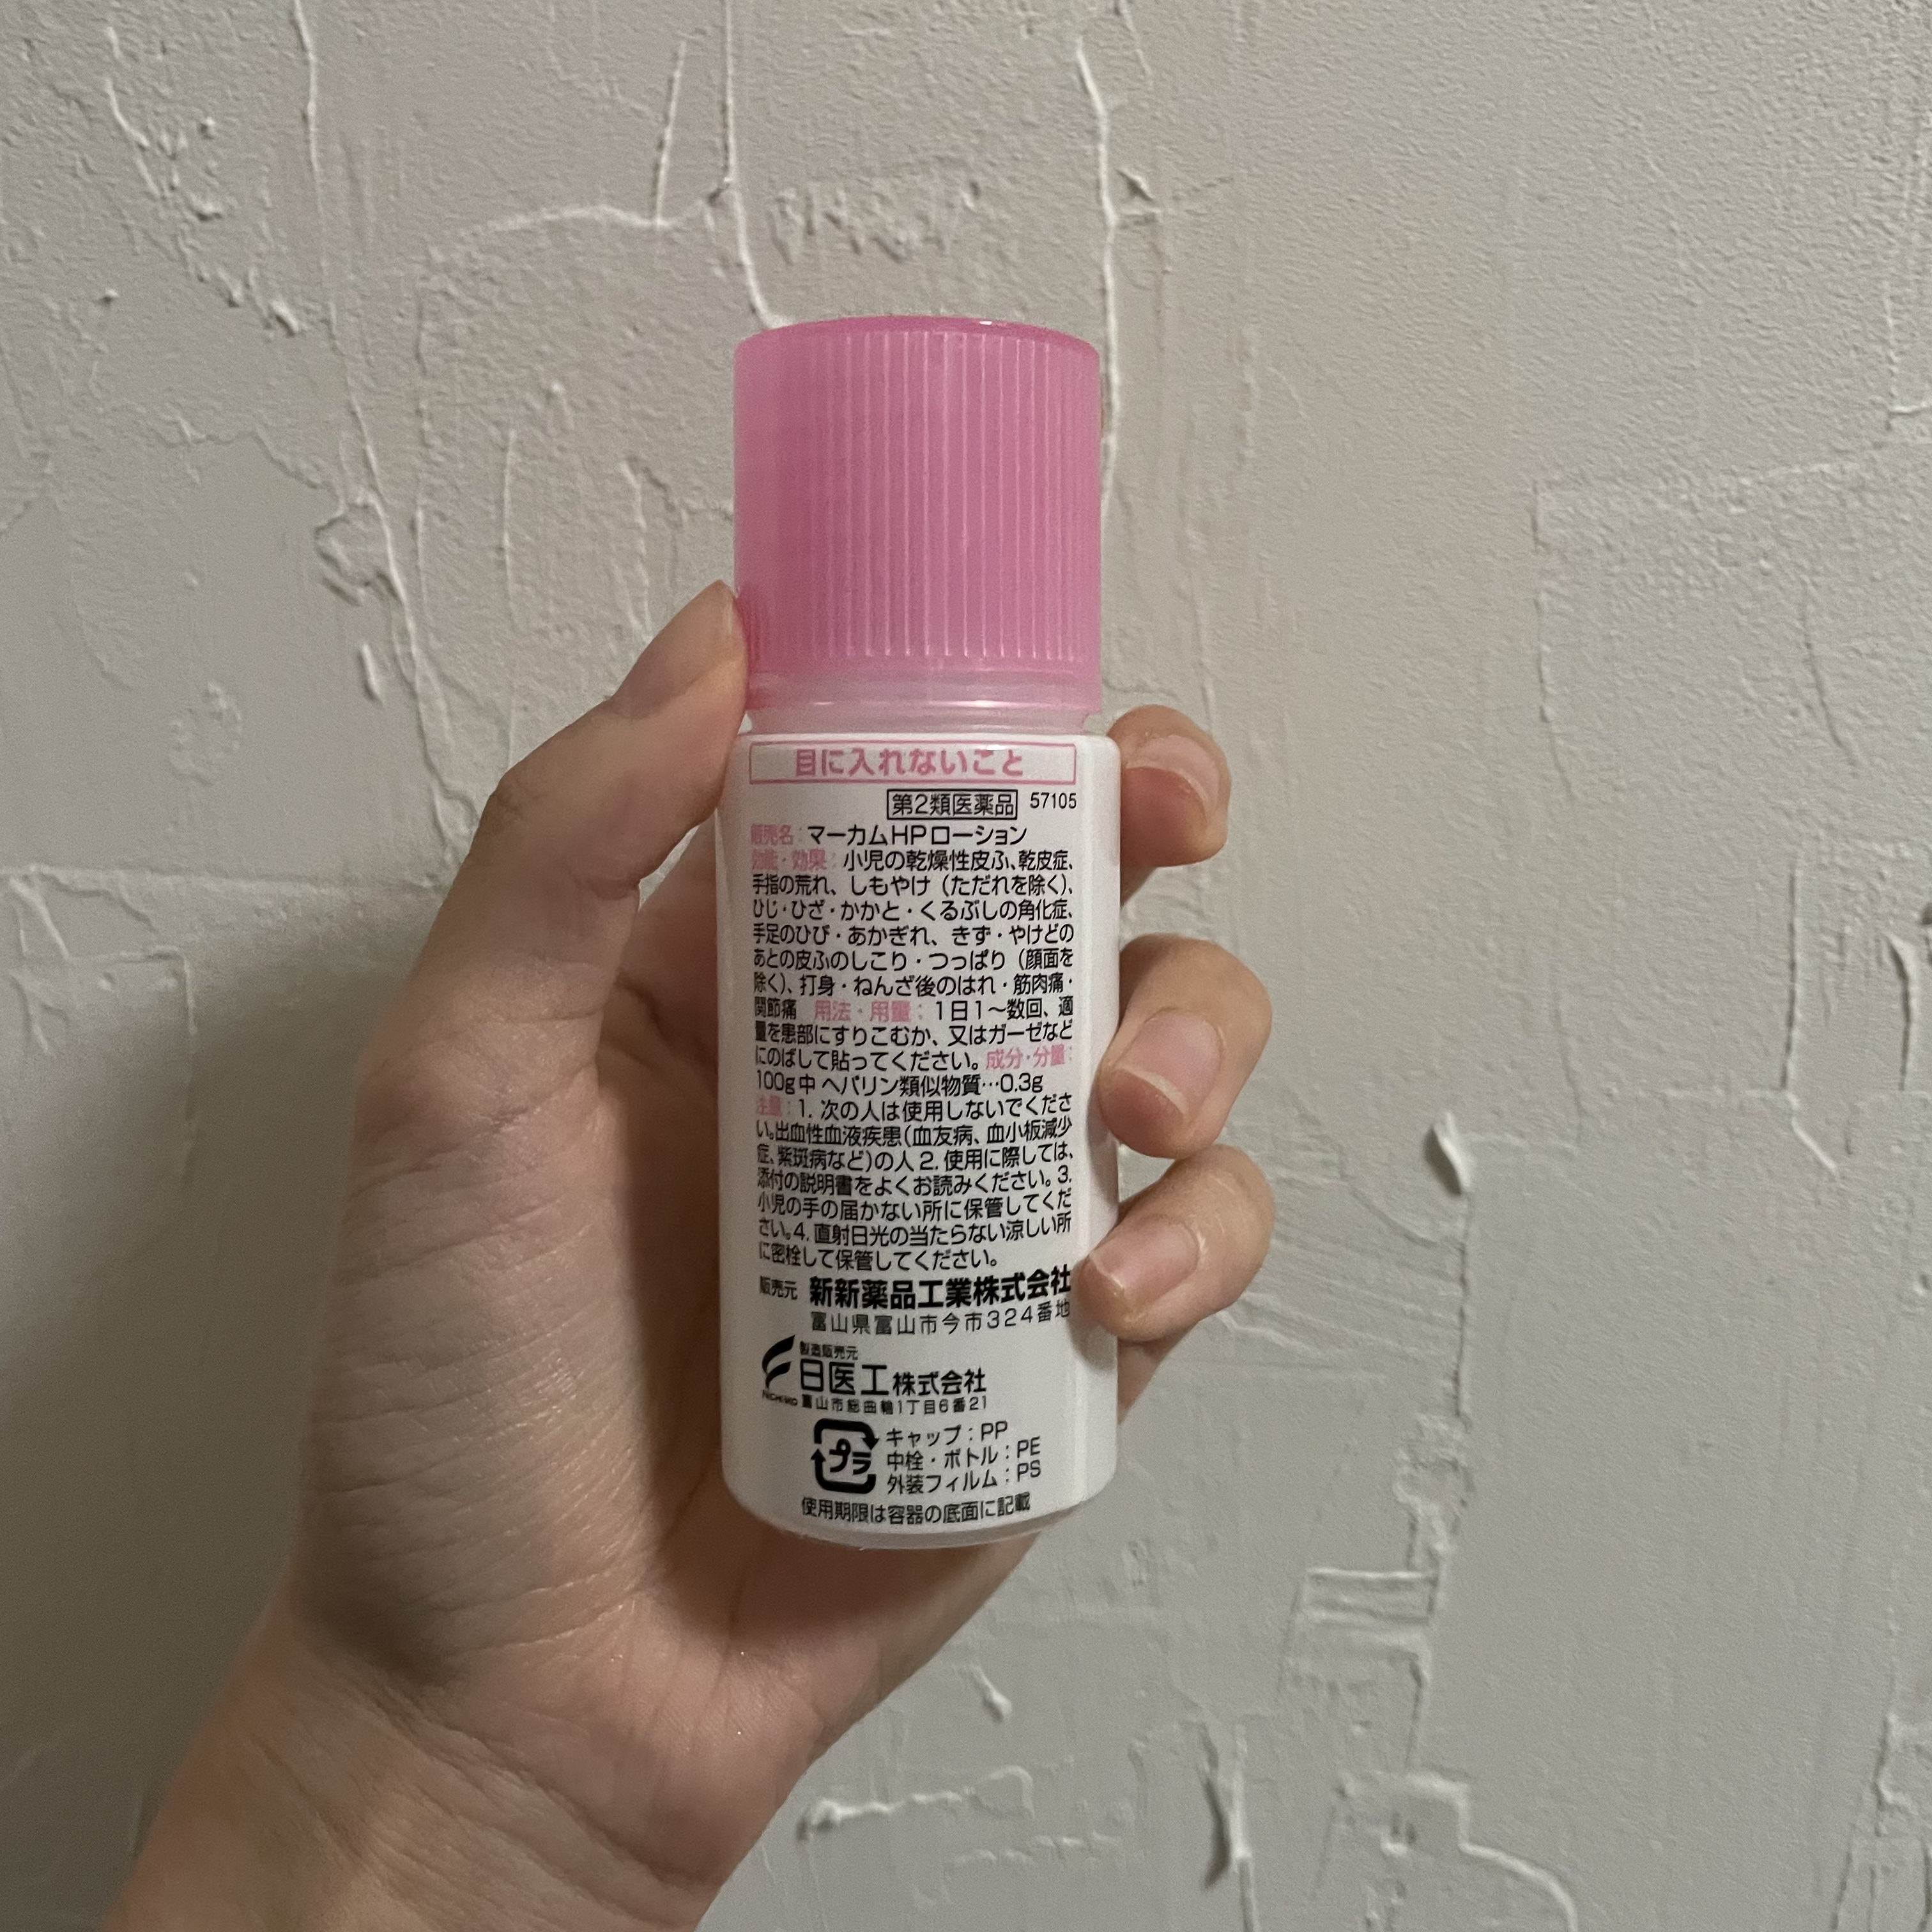 目に入れないこと
第2類医薬品 57105
販売名：マーカムHPローション
効能・効果：小児の乾燥性皮ふ、乾皮症、
手指の荒れ、しもやけ（ただれを除く）、
ひじ・ひざ・かかと・くるぶしの角化症、
手足のひび・あかぎれ、きず・やけどの
あとの皮ふのしこり・つっぱり（顔面を
除く）、打身・ねんざ後のはれ・筋肉痛・
関節痛 用法・用量：1日1〜数回、適
量を患部にすりこむか、又はガーゼなど
にのばして貼ってください。成分・分量：
100g中 ヘパリン類似物質…0.3g
注意：1. 次の人は使用しないでくださ
い。出血性血液疾患（血友病、血小板減少
症、紫斑病など）の人 2. 使用に際しては、
添付の説明書をよくお読みください。3.
小児の手の届かない所に保管してくだ
さい。4. 直射日光の当たらない涼しい所
に密栓して保管してください。
販売元 新新薬品工業株式会社
富山県富山市今市324番地
製造販売元
日医工株式会社
NICHI-IKO 富山市総曲輪1丁目6番21
プラ
キャップ：PP
中栓・ボトル：PE
外装フィルム：PS
使用期限は容器の底面に記載